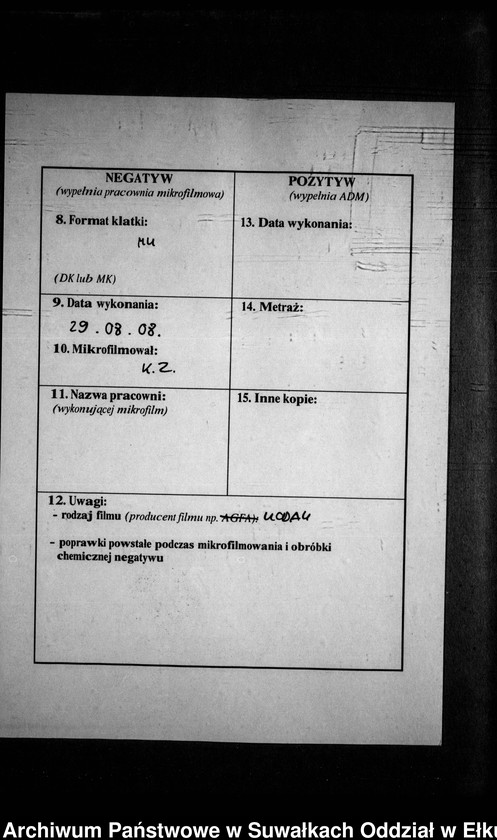 NEGATYW
(wypełnia pracownia mikrofilmowa)
8. Format klatki:
MK
(DK lub MK)
9. Data wykonania:
29.08.08.
10. Mikrofilmował:
K.Z.
11. Nazwa pracowni:
(wykonującej mikrofilm)
POZYTYW
(wypełnia ADM)
13. Data wykonania:
14. Metraż:
15. Inne kopie:
12. Uwagi:
- rodzaj filmu (producent filmu np. AGFA): KODAK
- poprawki powstałe podczas mikrofilmowania i obróbki
chemicznej negatywu
Archiwum Państwowe w Suwałkach Oddział w Ełku